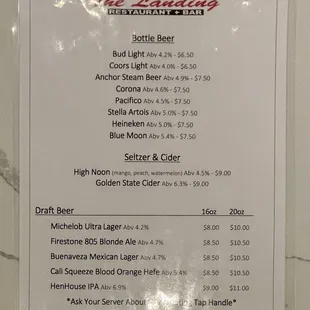 The Landing
RESTAURANT + BAR
Bottle Beer
Bud Light Abv 4.2% - $6.50
Coors Light Abv 4.0% - $6.50
Anchor Steam Beer Abv 4.9% - $7.50
Corona Abv 4.6% - $7.50
Pacifico Abv 4.5% - $7.50
Stella Artois Abv 5.0% - $7.50
Heineken Abv 5.0% - $7.50
Blue Moon Abv 5.4% - $7.50
Seltzer & Cider
High Noon (mango, peach, watermelon) Abv 4.5% - $9.00
Golden State Cider Abv 6.3% - $9.00
Draft Beer 16oz 20oz
Michelob Ultra Lager Abv 4.2% $8.00 $10.00
Firestone 805 Blonde Ale Abv 4.7% $8.50 $10.50
Buenaveza Mexican Lager Abv 4.7% $8.50 $10.50
Cali Squeeze Blood Orange Hefe Abv 5.4% $8.50 $10.50
HenHouse IPA Abv 6.9% $9.00 $11.00
*Ask Your Server About Tap Handle*